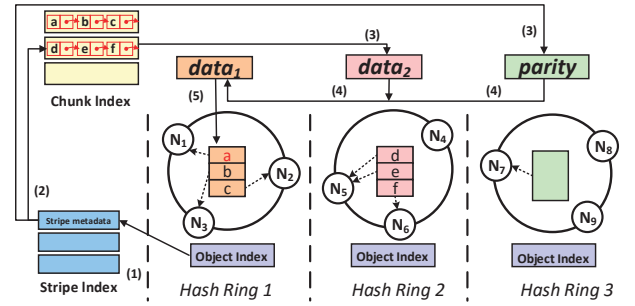 a b c
d e f
Chunk Index
(3)
(3)
data1
data2
parity
(5)
(4)
(4)
N1
N2
N3
a
b
c
N4
N5
N6
d
e
f
N7
N8
N9
(2)
Stripe metadata
(1)
Stripe Index
Object Index
Object Index
Object Index
Hash Ring 1
Hash Ring 2
Hash Ring 3